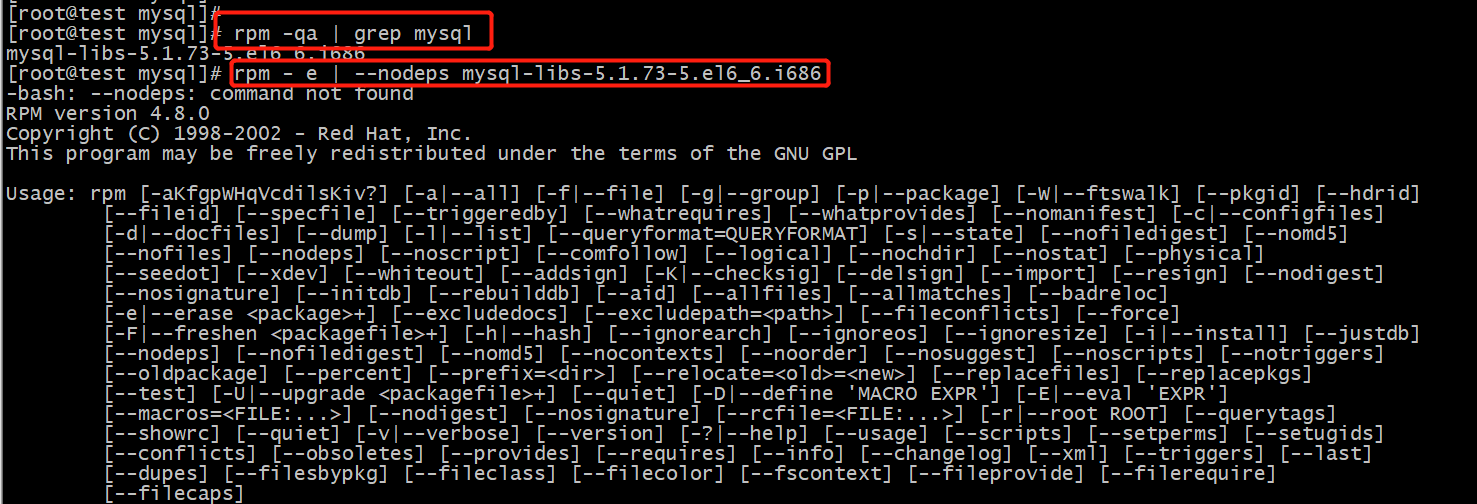 [root@test mysql]#
[root@test mysql]# rpm -qa | grep mysql
mysql-libs-5.1.73-5.el6_6.i686
[root@test mysql]# rpm - e | --nodeps mysql-libs-5.1.73-5.el6_6.i686
-bash: --nodeps: command not found
RPM version 4.8.0
Copyright (C) 1998-2002 - Red Hat, Inc.
This program may be freely redistributed under the terms of the GNU GPL
Usage: rpm [-aKfgpWHqVcdilsKiv?] [-a|--all] [-f|--file] [-g|--group] [-p|--package] [-W|--ftswalk] [--pkgid] [--hdrid]
[--fileid] [--specfile] [--triggeredby] [--whatrequires] [--whatprovides] [--nomanifest] [-c|--configfiles]
[-d|--docfiles] [--dump] [-l|--list] [--queryformat=QUERYFORMAT] [-s|--state] [--nofiledigest] [--nomd5]
[--nofiles] [--nodeps] [--noscript] [--comfollow] [--logical] [--nochdir] [--nostat] [--physical]
[--seedot] [--xdev] [--whiteout] [--addsign] [-K|--checksig] [--delsign] [--import] [--resign] [--nodigest]
[--nosignature] [--initdb] [--rebuilddb] [--aid] [--allfiles] [--allmatches] [--badreloc]
[-e|--erase <package>+] [--excludedocs] [--excludepath=<path>] [--fileconflicts] [--force]
[-F|--freshen <packagefile>+] [-h|--hash] [--ignorearch] [--ignoreos] [--ignoresize] [-i|--install] [--justdb]
[--nodeps] [--nofiledigest] [--nomd5] [--nocontexts] [--noorder] [--nosuggest] [--noscripts] [--notriggers]
[--oldpackage] [--percent] [--prefix=<dir>] [--relocate=<old>=<new>] [--replacefiles] [--replacepkgs]
[--test] [-U|--upgrade <packagefile>+] [--quiet] [-D|--define 'MACRO EXPR'] [-E|--eval 'EXPR']
[--macros=<FILE:...>] [--nodigest] [--nosignature] [--rcfile=<FILE:...>] [-r|--root ROOT] [--querytags]
[--showrc] [--quiet] [-v|--verbose] [--version] [-?|--help] [--usage] [--scripts] [--setperms] [--setugids]
[--conflicts] [--obsoletes] [--provides] [--requires] [--info] [--changelog] [--xml] [--triggers] [--last]
[--dupes] [--filesbypkg] [--fileclass] [--filecolor] [--fscontext] [--fileprovide] [--filerequire]
[--filecaps]